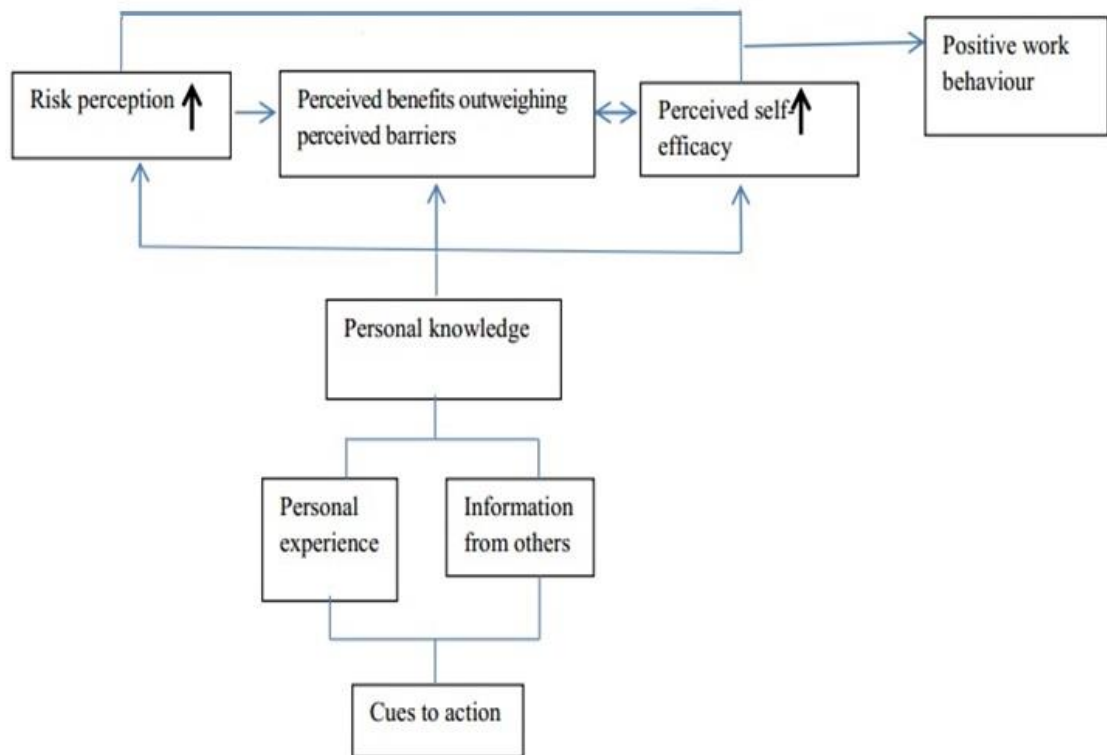 Risk perception
Perceived benefits outweighing
perceived barriers
Perceived self-
efficacy
Positive work
behaviour
Personal knowledge
Personal
experience
Information
from others
Cues to action